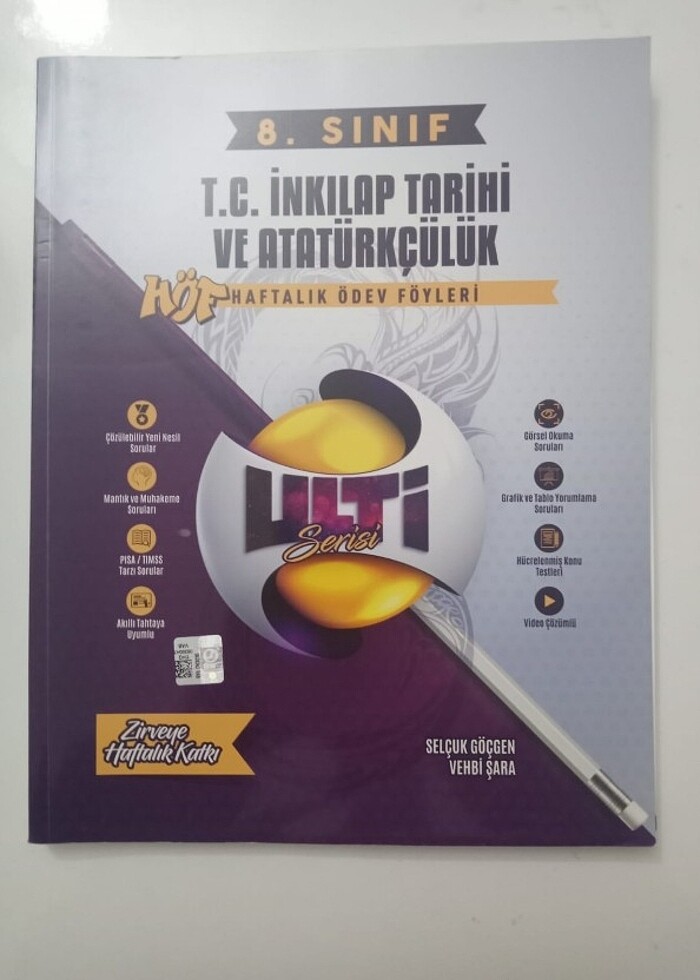 8. SINIF
T.C. İNKILAP TARİHİ
VE ATATÜRKÇÜLÜK
HÖF HAFTALIK ÖDEV FÖYLERİ
Çözülebilir Yeni Nesil
Sorular
Mantık ve Muhakeme
Soruları
PISA / TIMSS
Tarzı Sorular
Akıllı Tahtaya
Uyumlu
Görsel Okuma
Soruları
Grafik ve Tablo Yorumlama
Soruları
Hücrelenmiş Konu
Testleri
Video Çözümlü
ULTİ
Serisi
Zirveye
Haftalık Katkı
SELÇUK GÖÇGEN
VEHBİ ŞARA